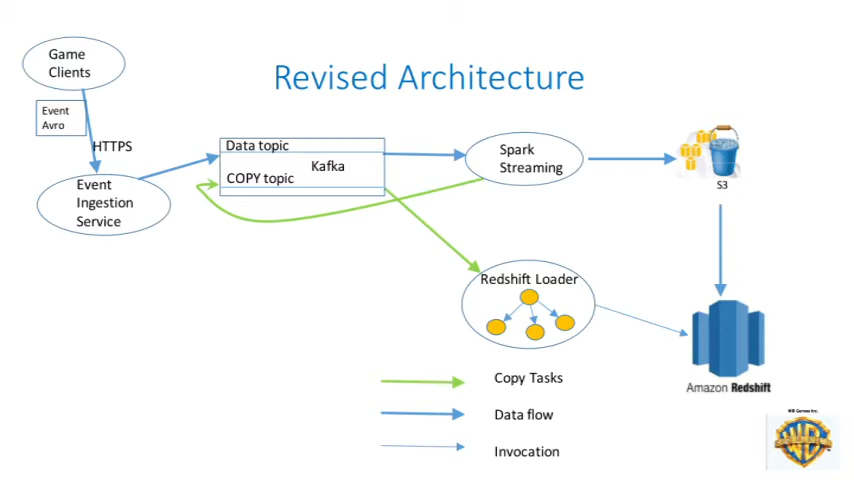 Revised Architecture
Game
Clients
Event
Avro
HTTPS
Event
Ingestion
Service
Data topic
Kafka
COPY topic
Spark
Streaming
S3
Redshift Loader
Amazon Redshift
Copy Tasks
Data flow
Invocation
WB Games Inc.